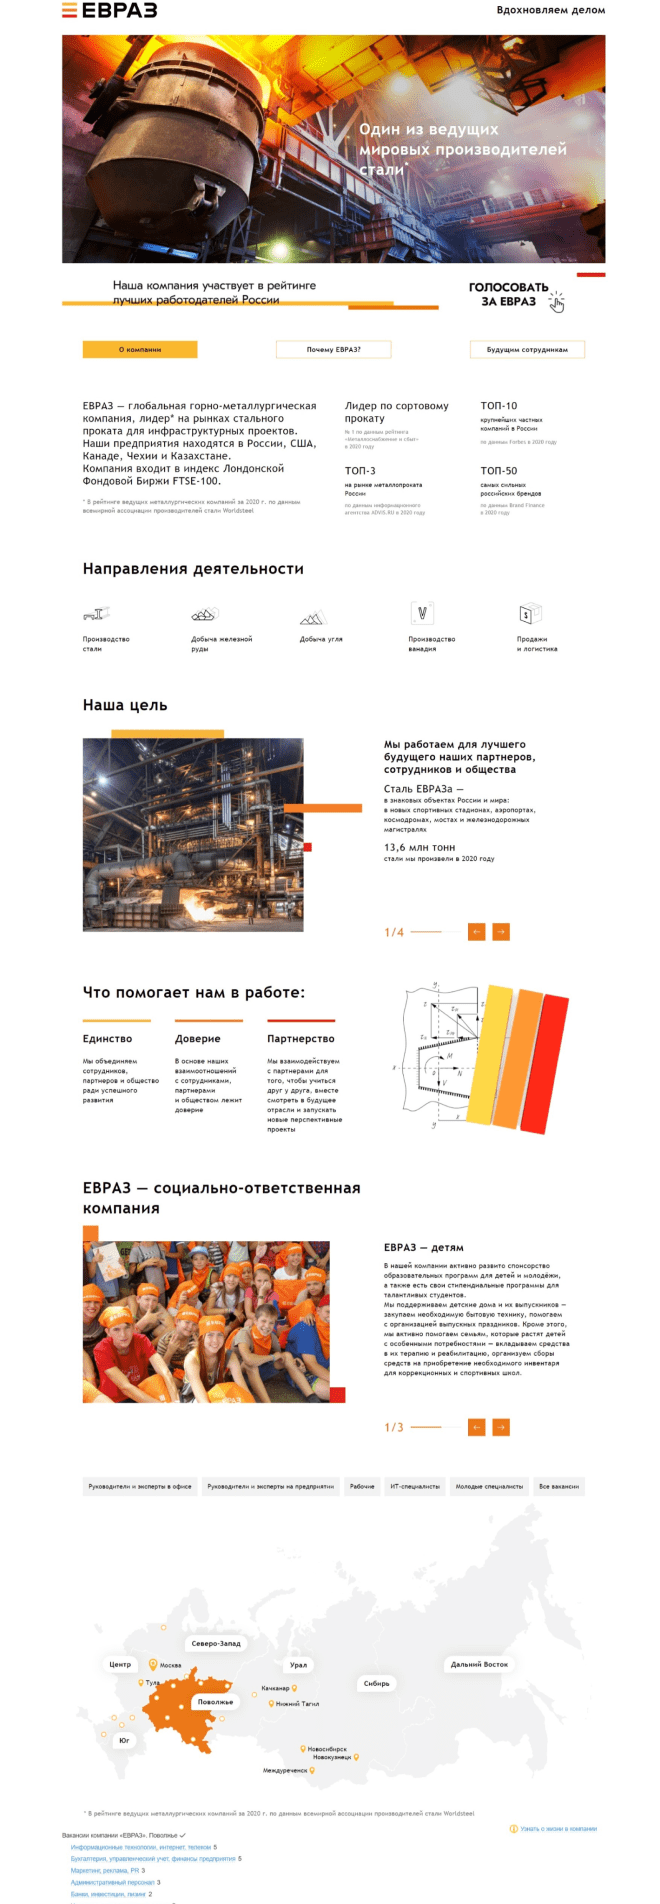 ЕВРАЗ
Вдохновляем делом
Один из ведущих
мировых производителей
стали*
Наша компания участвует в рейтинге
лучших работодателей России
ГОЛОСОВАТЬ
ЗА ЕВРАЗ
О компании
Почему ЕВРАЗ?
Будущим сотрудникам
ЕВРАЗ — глобальная горно-металлургическая
компания, лидер* на рынках стального
проката для инфраструктурных проектов.
Наши предприятия находятся в России, США,
Канаде, Чехии и Казахстане.
Компания входит в индекс Лондонской
Фондовой Биржи FTSE-100.
* В рейтинге ведущих металлургических компаний за 2020 г. по данным
всемирной ассоциации производителей стали Worldsteel
Лидер по сортовому
прокату
№ 1 по данным рейтинга
«Металлоснабжение и сбыт»
в 2020 году
ТОП-10
крупнейших частных
компаний в России
по данным Forbes в 2020 году
ТОП-3
на рынке металлопроката
России
по данным информационного
агентства ADVIS.RU в 2020 году
ТОП-50
самых сильных
российских брендов
по данным Brand Finance
в 2020 году
Направления деятельности
Производство
стали
Добыча железной
руды
Добыча угля
V
Производство
ванадия
$
Продажи
и логистика
Наша цель
Мы работаем для лучшего
будущего наших партнеров,
сотрудников и общества
Сталь ЕВРАЗа —
в знаковых объектах России и мира:
в новых спортивных стадионах, аэропортах,
космодромах, мостах и железнодорожных
магистралях
13,6 млн тонн
стали мы произвели в 2020 году
1/4
Что помогает нам в работе:
Единство
Мы объединяем
сотрудников,
партнеров и общество
ради успешного
развития
Доверие
В основе наших
взаимоотношений
с сотрудниками,
партнерами
и обществом лежит
доверие
Партнерство
Мы взаимодействуем
с партнерами для
того, чтобы учиться
друг у друга, вместе
смотреть в будущее
отрасли и запускать
новые перспективные
проекты
M
N
V
ЕВРАЗ — социально-ответственная
компания
ЕВРАЗ — детям
В нашей компании активно развито спонсорство
образовательных программ для детей и молодёжи,
а также есть свои стипендиальные программы для
талантливых студентов.
Мы поддерживаем детские дома и их выпускников —
закупаем необходимую бытовую технику, помогаем
с организацией выпускных праздников. Кроме этого,
мы активно помогаем семьям, которые растят детей
с особенными потребностями — вкладываем средства
в их терапию и реабилитацию, организуем сборы
средств на приобретение необходимого инвентаря
для коррекционных и спортивных школ.
1/3
Руководители и эксперты в офисе
Руководители и эксперты на предприятии
Рабочие
ИТ-специалисты
Молодые специалисты
Все вакансии
Северо-Запад
Центр
Москва
Урал
Дальний Восток
Тула
Сибирь
Качканар
Поволжье
Нижний Тагил
Юг
Новосибирск
Новокузнецк
Междуреченск
* В рейтинге ведущих металлургических компаний за 2020 г. по данным всемирной ассоциации производителей стали Worldsteel
Узнать о жизни в компании
Вакансии компании «ЕВРАЗ». Поволжье
Информационные технологии, интернет, телеком 5
Бухгалтерия, управленческий учет, финансы предприятия 5
Маркетинг, реклама, PR 3
Административный персонал 3
Банки, инвестиции, лизинг 2